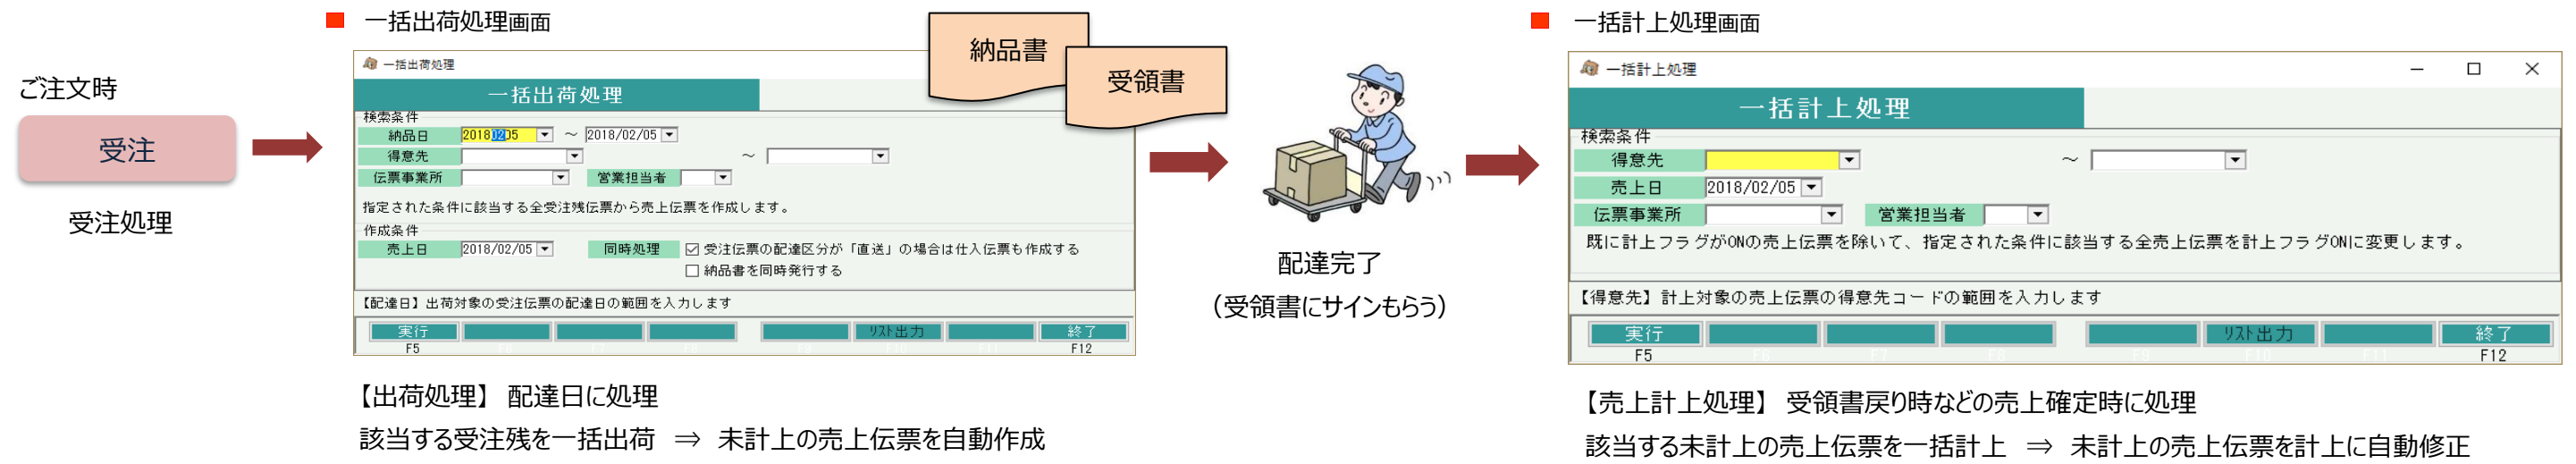 ご注文時
受注
受注処理
■ 一括出荷処理画面
一括出荷処理
一括出荷処理
検索条件
納品日 2018/02/05 ～ 2018/02/05
得意先 ～
伝票事業所 営業担当者
指定された条件に該当する全受注残伝票から売上伝票を作成します。
作成条件
売上日 2018/02/05 同時処理 受注伝票の配達区分が「直送」の場合は仕入伝票も作成する
納品書を同時発行する
【配達日】出荷対象の受注伝票の配達日の範囲を入力します
実行 リスト出力 終了
F5 F6 F7 F8 F9 F10 F11 F12
【出荷処理】 配達日に処理
該当する受注残を一括出荷 ⇒ 未計上の売上伝票を自動作成
納品書
受領書
配達完了
（受領書にサインもらう）
■ 一括計上処理画面
一括計上処理
一括計上処理
検索条件
得意先 ～
売上日 2018/02/05
伝票事業所 営業担当者
既に計上フラグがONの売上伝票を除いて、指定された条件に該当する全売上伝票を計上フラグONに変更します。
【得意先】計上対象の売上伝票の得意先コードの範囲を入力します
実行 リスト出力 終了
F5 F6 F7 F8 F9 F10 F11 F12
【売上計上処理】 受領書戻り時などの売上確定時に処理
該当する未計上の売上伝票を一括計上 ⇒ 未計上の売上伝票を計上に自動修正